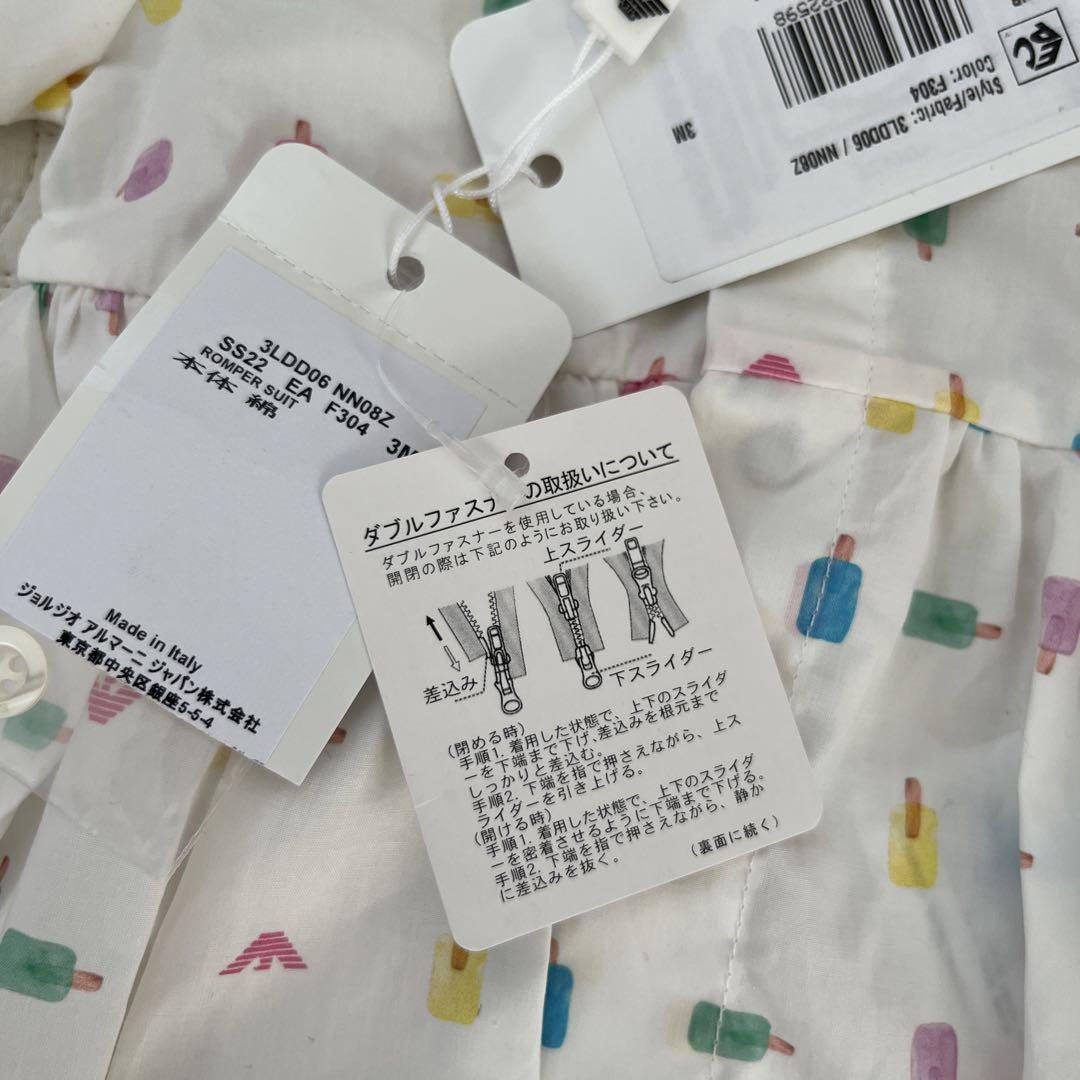 Style/Fabric: 3LDD06 / NN08Z
Color: F304
3M
3LDD06 NN08Z
SS22 EA F304 3M
ROMPER SUIT
本体 綿
Made in Italy
ジョルジオ アルマーニ ジャパン株式会社
東京都中央区銀座5-5-4
ダブルファスナーの取扱いについて
ダブルファスナーを使用している場合、
開閉の際は下記のようにお取り扱い下さい。
上スライダー
差込み
下スライダー
(閉める時)
手順1. 着用した状態で、上下のスライダ
ーを下端まで下げ、差込みを根元まで
しっかりと差込む。
手順2. 下端を指で押さえながら、上ス
ライダーを引き上げる。
(開ける時)
手順1. 着用した状態で、上下のスライダ
ーを密着させるように下端まで下げる。
手順2. 下端を指で押さえながら、静か
に差込みを抜く。
(裏面に続く)